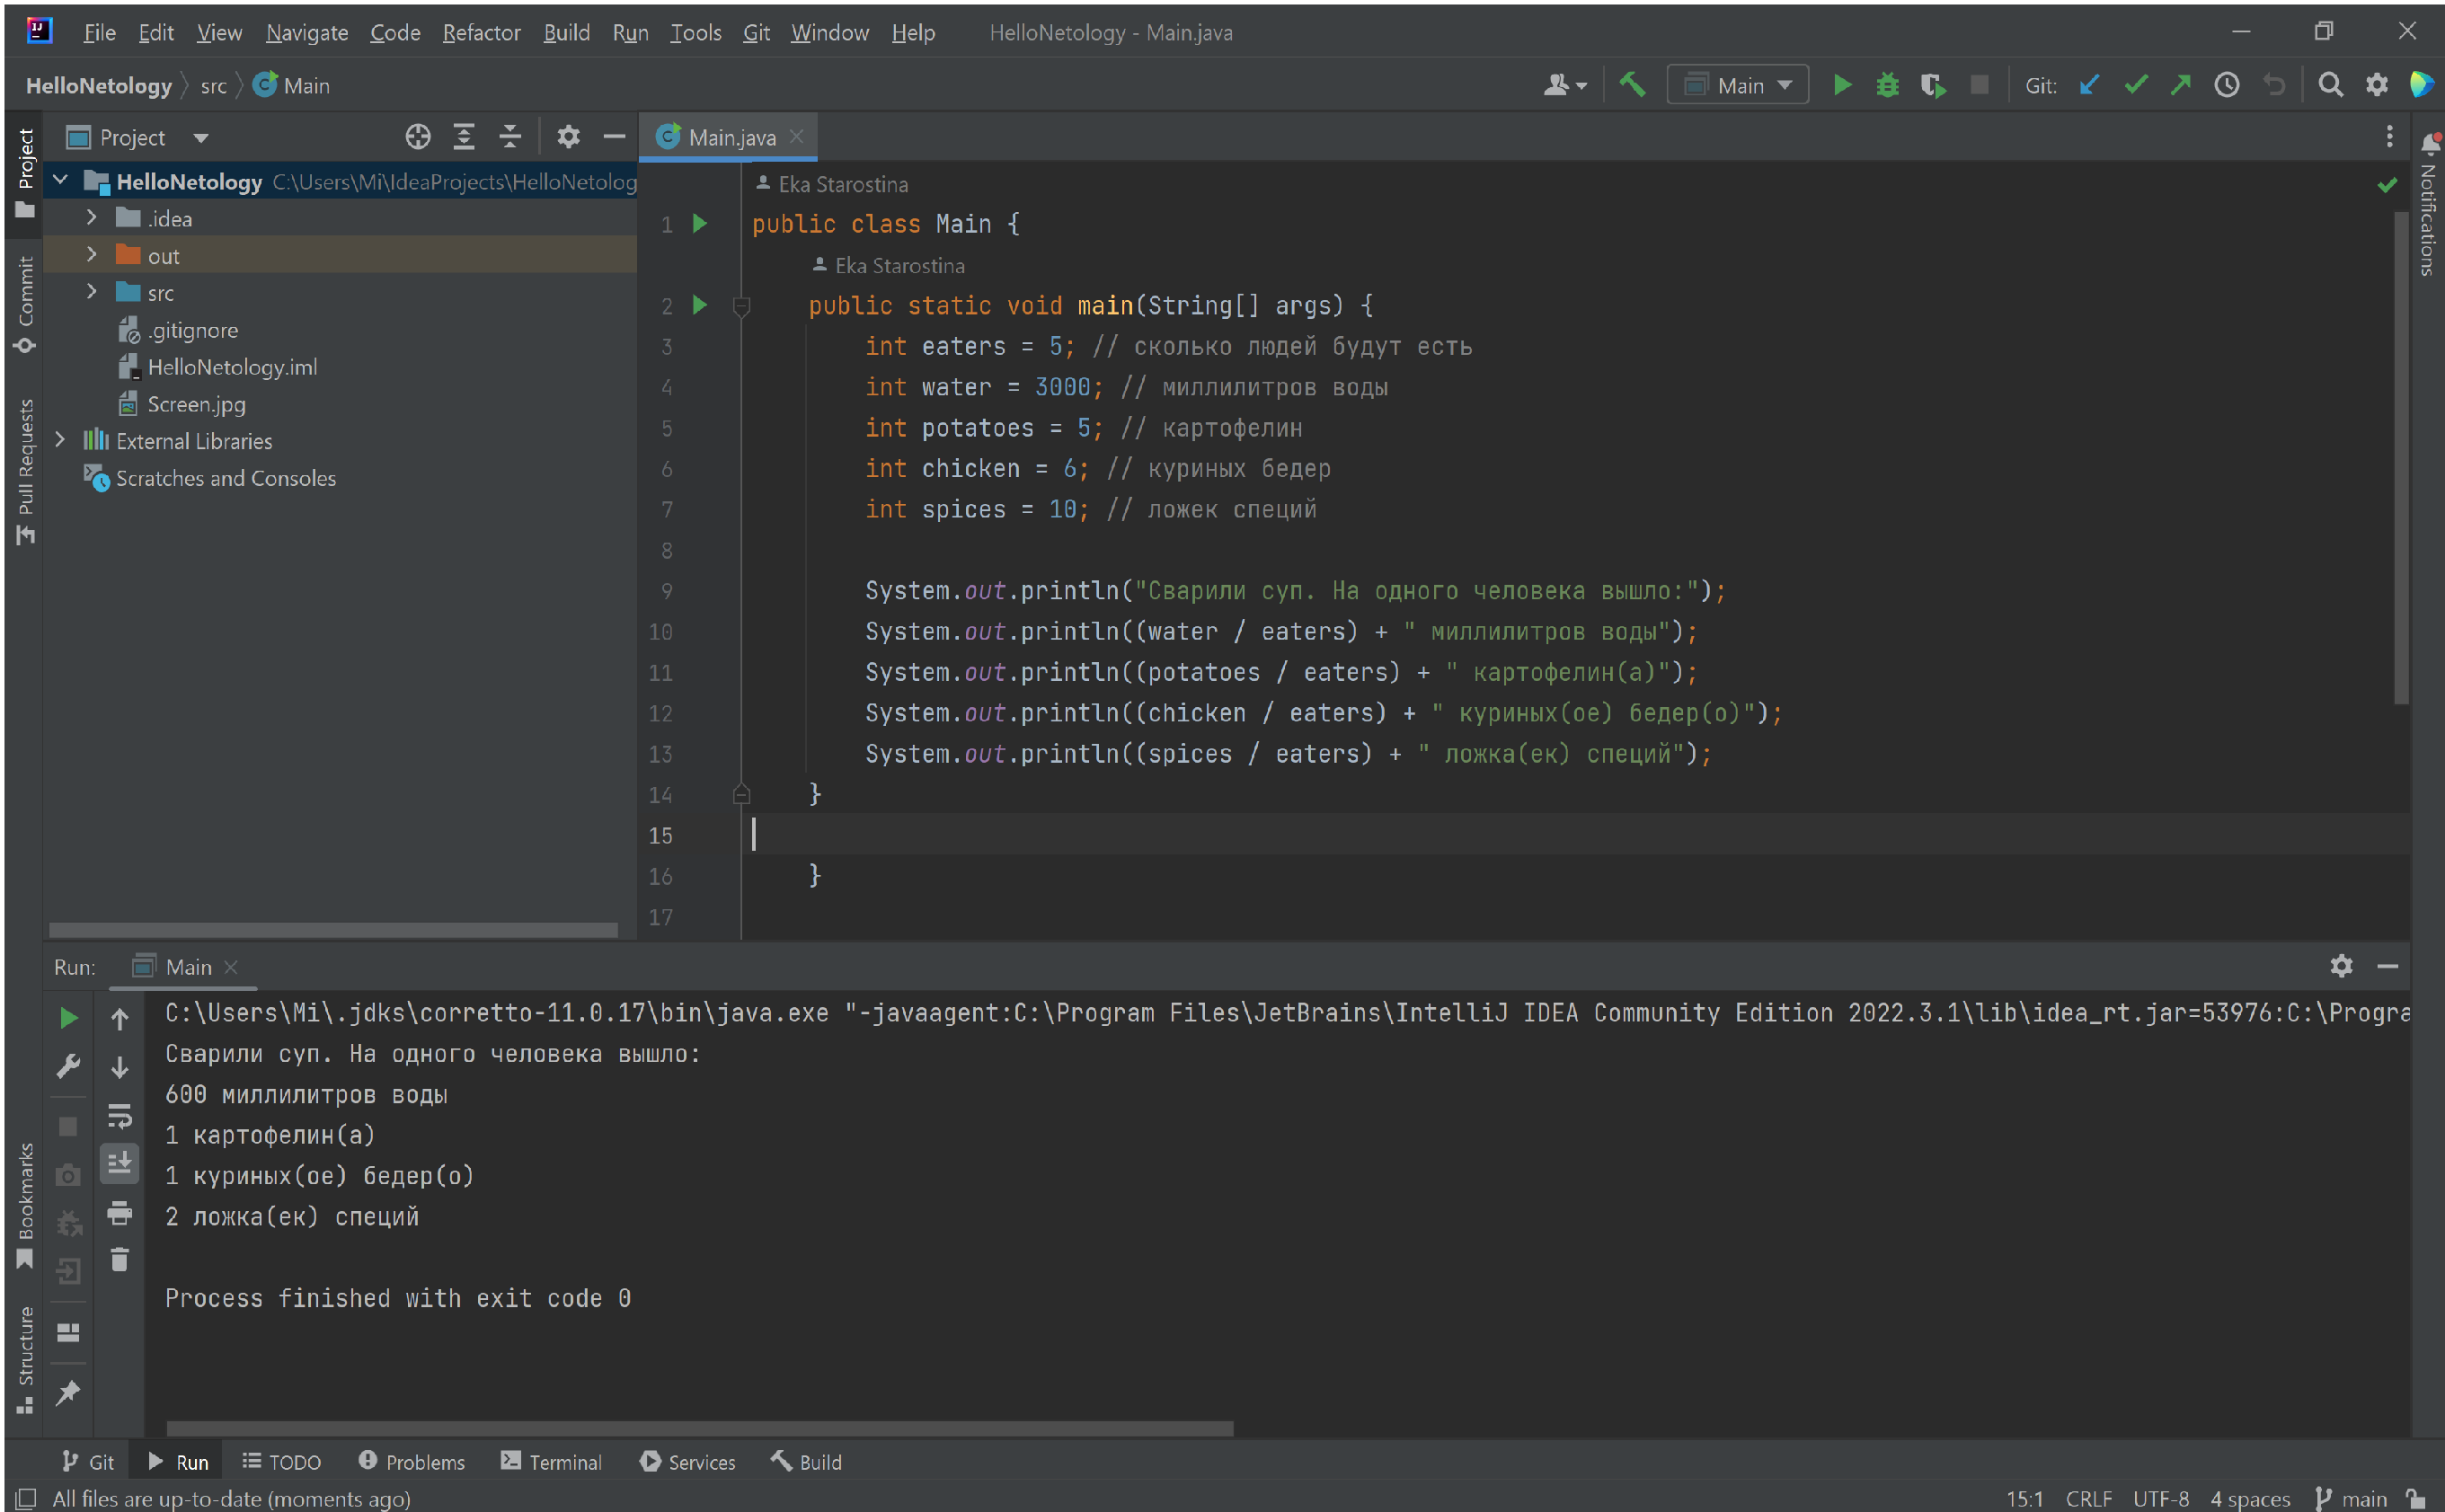 File Edit View Navigate Code Refactor Build Run Tools Git Window Help HelloNetology - Main.java
HelloNetology src Main Main Git:
Project Main.java
HelloNetology C:\Users\Mi\IdeaProjects\HelloNetolog
.idea
out
src
.gitignore
HelloNetology.iml
Screen.jpg
External Libraries
Scratches and Consoles
Project
Commit
Pull Requests
Bookmarks
Structure
Notifications
Eka Starostina
1 public class Main {
Eka Starostina
2 public static void main(String[] args) {
3 int eaters = 5; // сколько людей будут есть
4 int water = 3000; // миллилитров воды
5 int potatoes = 5; // картофелин
6 int chicken = 6; // куриных бедер
7 int spices = 10; // ложек специй
8
9 System.out.println("Сварили суп. На одного человека вышло:");
10 System.out.println((water / eaters) + " миллилитров воды");
11 System.out.println((potatoes / eaters) + " картофелин(а)");
12 System.out.println((chicken / eaters) + " куриных(ое) бедер(о)");
13 System.out.println((spices / eaters) + " ложка(ек) специй");
14 }
15
16 }
17
Run: Main
C:\Users\Mi\.jdks\corretto-11.0.17\bin\java.exe "-javaagent:C:\Program Files\JetBrains\IntelliJ IDEA Community Edition 2022.3.1\lib\idea_rt.jar=53976:C:\Progra
Сварили суп. На одного человека вышло:
600 миллилитров воды
1 картофелин(а)
1 куриных(ое) бедер(о)
2 ложка(ек) специй
Process finished with exit code 0
Git Run TODO Problems Terminal Services Build
All files are up-to-date (moments ago) 15:1 CRLF UTF-8 4 spaces main